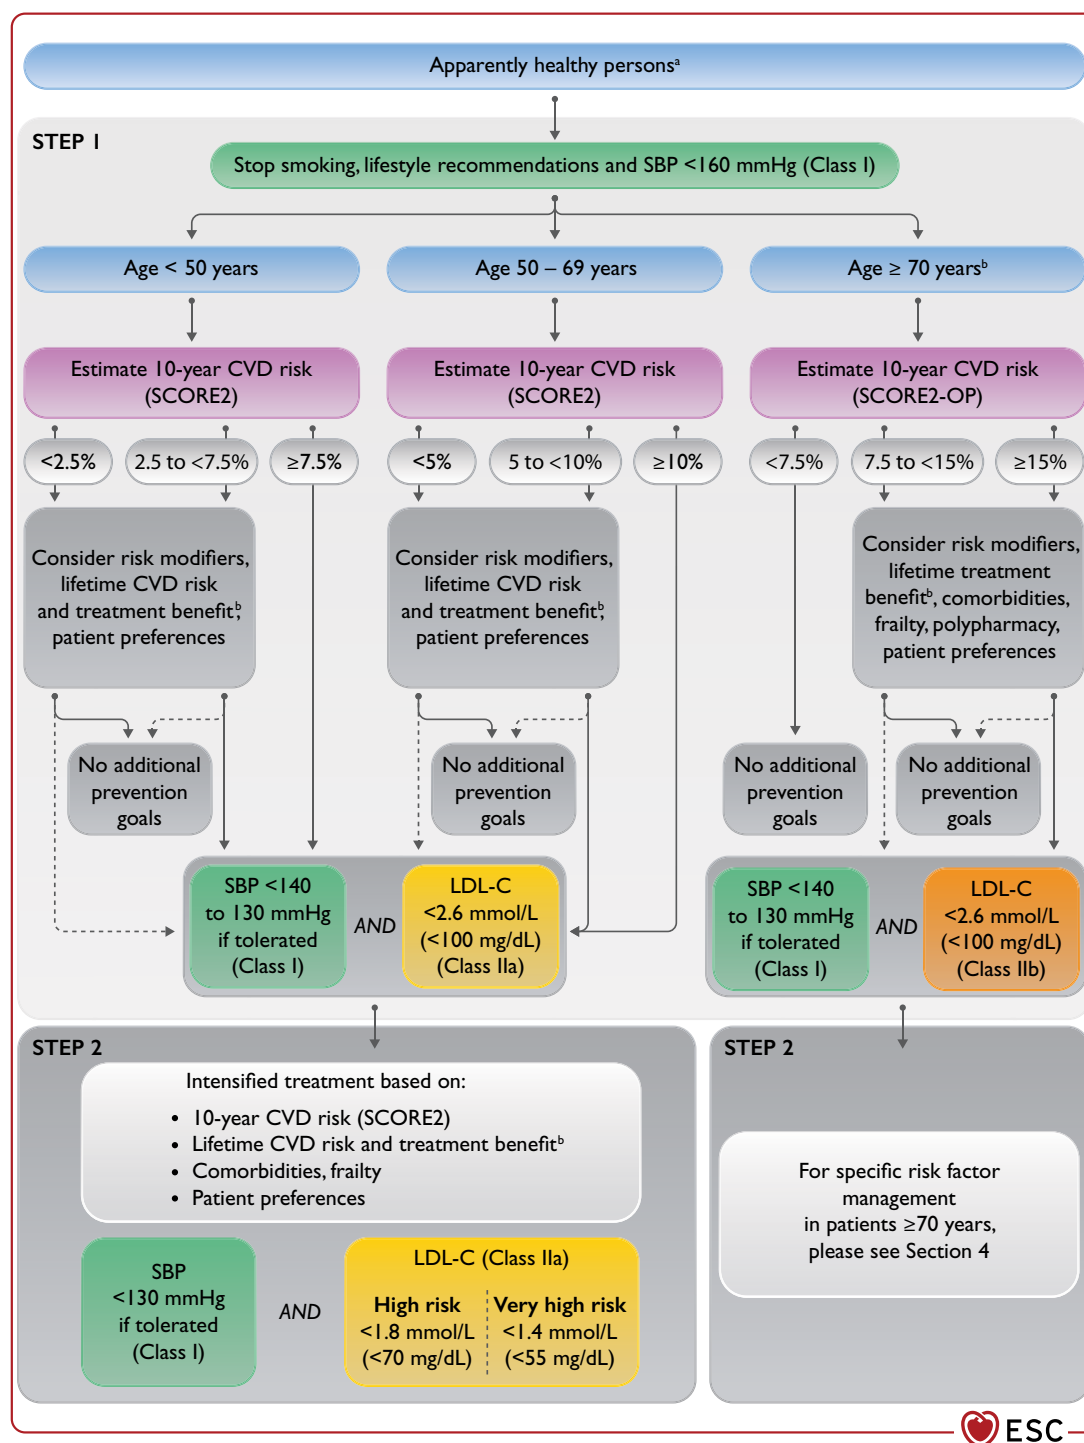 Apparently healthy personsᵃ
STEP 1
Stop smoking, lifestyle recommendations and SBP <160 mmHg (Class I)
Age < 50 years
Age 50 – 69 years
Age ≥ 70 yearsᵇ
Estimate 10-year CVD risk
(SCORE2)
Estimate 10-year CVD risk
(SCORE2)
Estimate 10-year CVD risk
(SCORE2-OP)
<2.5%
2.5 to <7.5%
≥7.5%
<5%
5 to <10%
≥10%
<7.5%
7.5 to <15%
≥15%
Consider risk modifiers,
lifetime CVD risk
and treatment benefitᵇ,
patient preferences
Consider risk modifiers,
lifetime CVD risk
and treatment benefitᵇ,
patient preferences
Consider risk modifiers,
lifetime treatment
benefitᵇ, comorbidities,
frailty, polypharmacy,
patient preferences
No additional
prevention
goals
No additional
prevention
goals
No additional
prevention
goals
No additional
prevention
goals
SBP <140
to 130 mmHg
if tolerated
(Class I)
AND
LDL-C
<2.6 mmol/L
(<100 mg/dL)
(Class IIa)
SBP <140
to 130 mmHg
if tolerated
(Class I)
AND
LDL-C
<2.6 mmol/L
(<100 mg/dL)
(Class IIb)
STEP 2
Intensified treatment based on:
• 10-year CVD risk (SCORE2)
• Lifetime CVD risk and treatment benefitᵇ
• Comorbidities, frailty
• Patient preferences
SBP
<130 mmHg
if tolerated
(Class I)
AND
LDL-C (Class IIa)
High risk
<1.8 mmol/L
(<70 mg/dL)
Very high risk
<1.4 mmol/L
(<55 mg/dL)
STEP 2
For specific risk factor
management
in patients ≥70 years,
please see Section 4
ESC